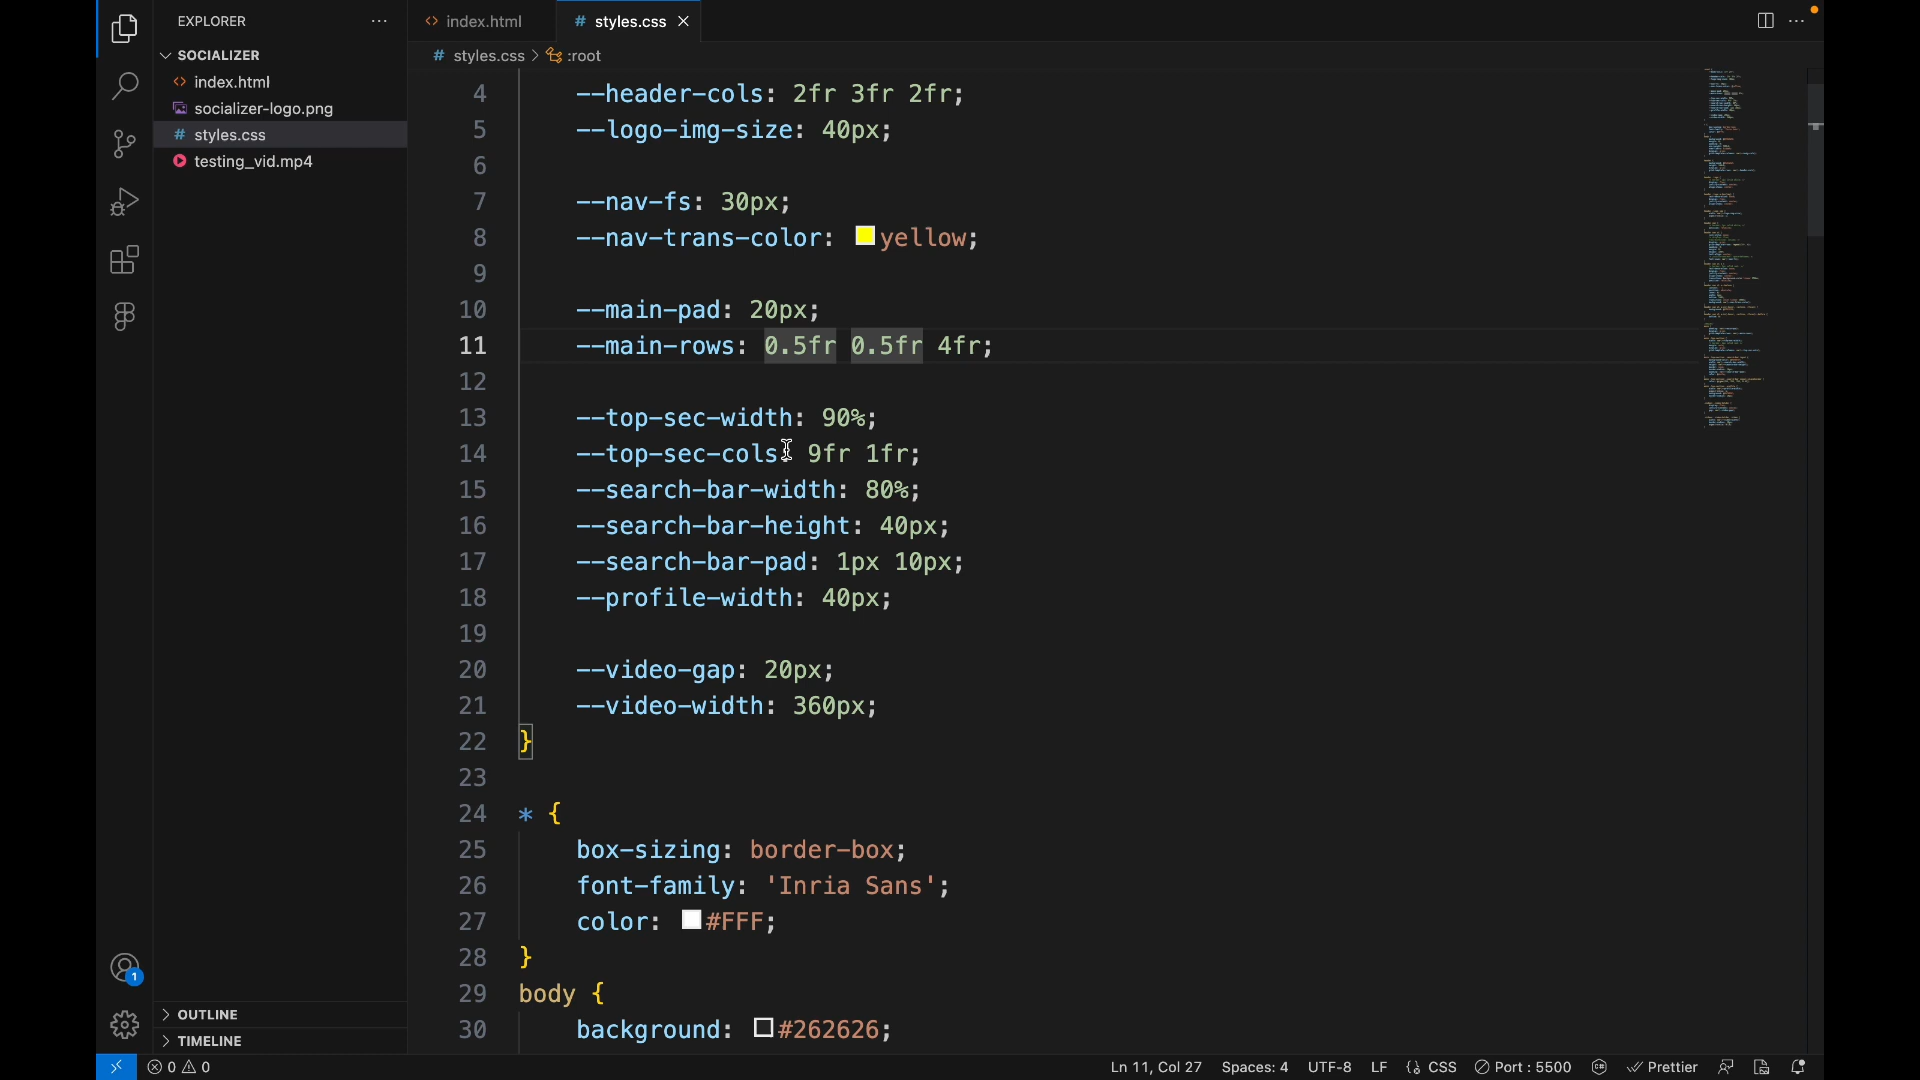 EXPLORER
SOCIALIZER
index.html
socializer-logo.png
# styles.css
testing_vid.mp4
OUTLINE
TIMELINE
<> index.html
# styles.css
# styles.css > :root
4 --header-cols: 2fr 3fr 2fr;
5 --logo-img-size: 40px;
6
7 --nav-fs: 30px;
8 --nav-trans-color: yellow;
9
10 --main-pad: 20px;
11 --main-rows: 0.5fr 0.5fr 4fr;
12
13 --top-sec-width: 90%;
14 --top-sec-cols: 9fr 1fr;
15 --search-bar-width: 80%;
16 --search-bar-height: 40px;
17 --search-bar-pad: 1px 10px;
18 --profile-width: 40px;
19
20 --video-gap: 20px;
21 --video-width: 360px;
22 }
23
24 * {
25 box-sizing: border-box;
26 font-family: 'Inria Sans';
27 color: #FFF;
28 }
29 body {
30 background: #262626;
1
0 0
Ln 11, Col 27 Spaces: 4 UTF-8 LF {} CSS Port : 5500 Prettier